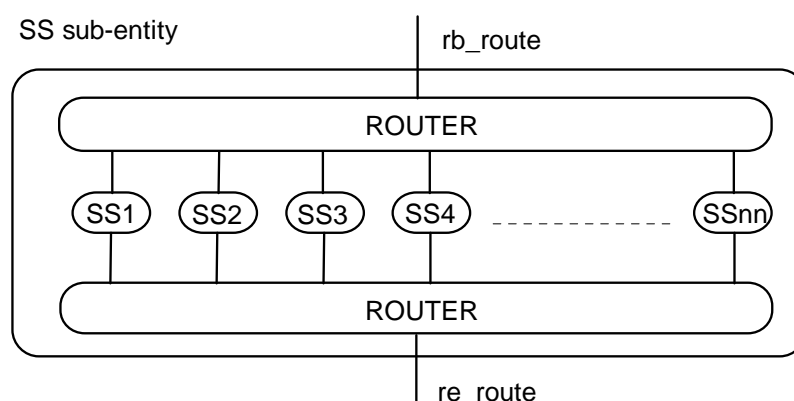 SS sub-entity
rb_route
ROUTER
SS1 SS2 SS3 SS4 SSnn
ROUTER
re_route